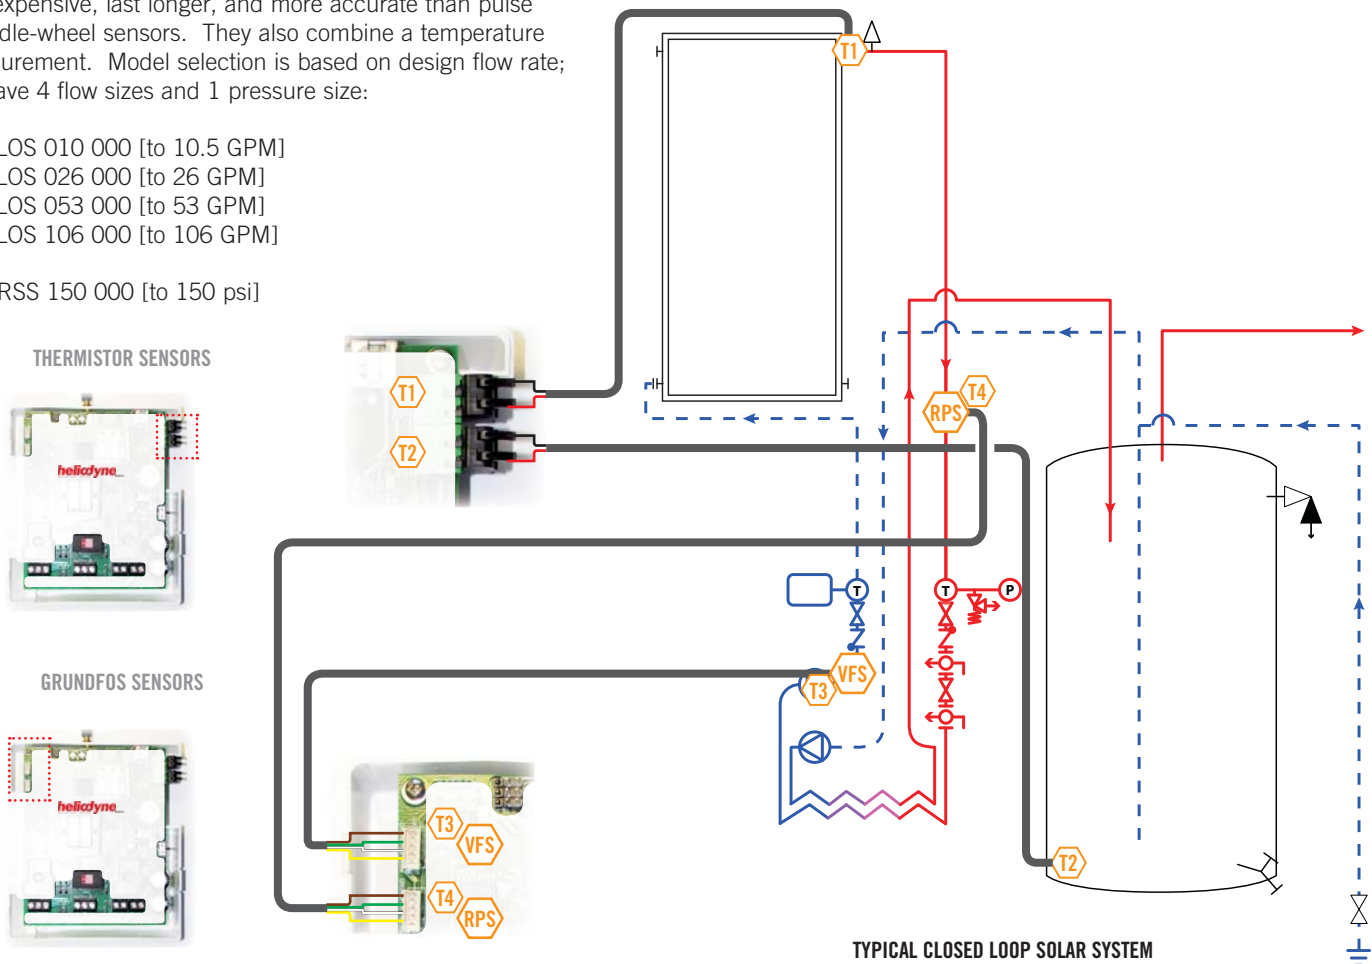 expensive, last longer, and more accurate than pulse
dle-wheel sensors. They also combine a temperature
urement. Model selection is based on design flow rate;
ave 4 flow sizes and 1 pressure size:
LOS 010 000 [to 10.5 GPM]
LOS 026 000 [to 26 GPM]
LOS 053 000 [to 53 GPM]
LOS 106 000 [to 106 GPM]
RSS 150 000 [to 150 psi]
THERMISTOR SENSORS
heliodyne
GRUNDFOS SENSORS
heliodyne
T1
T2
T1
T4
RPS
T
T
P
VFS
T3
T3
VFS
T4
RPS
T2
TYPICAL CLOSED LOOP SOLAR SYSTEM